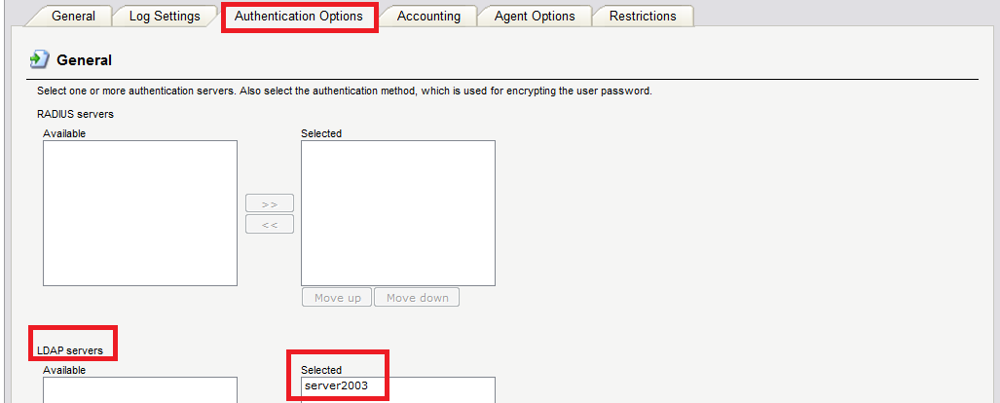 General Log Settings Authentication Options Accounting Agent Options Restrictions
General
Select one or more authentication servers. Also select the authentication method, which is used for encrypting the user password.
RADIUS servers
Available Selected
>>
<<
Move up Move down
LDAP servers
Available Selected
server2003